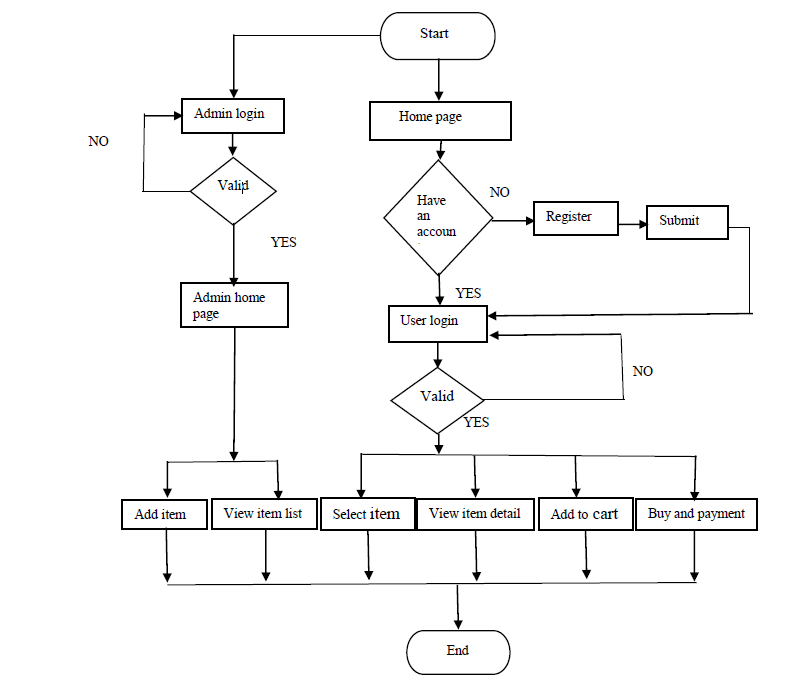 Start
Admin login
Home page
NO
Valid
Have
an
accoun
NO
Register
Submit
YES
Admin home
page
YES
User login
NO
Valid
YES
Add item
View item list
Select item
View item detail
Add to cart
Buy and payment
End